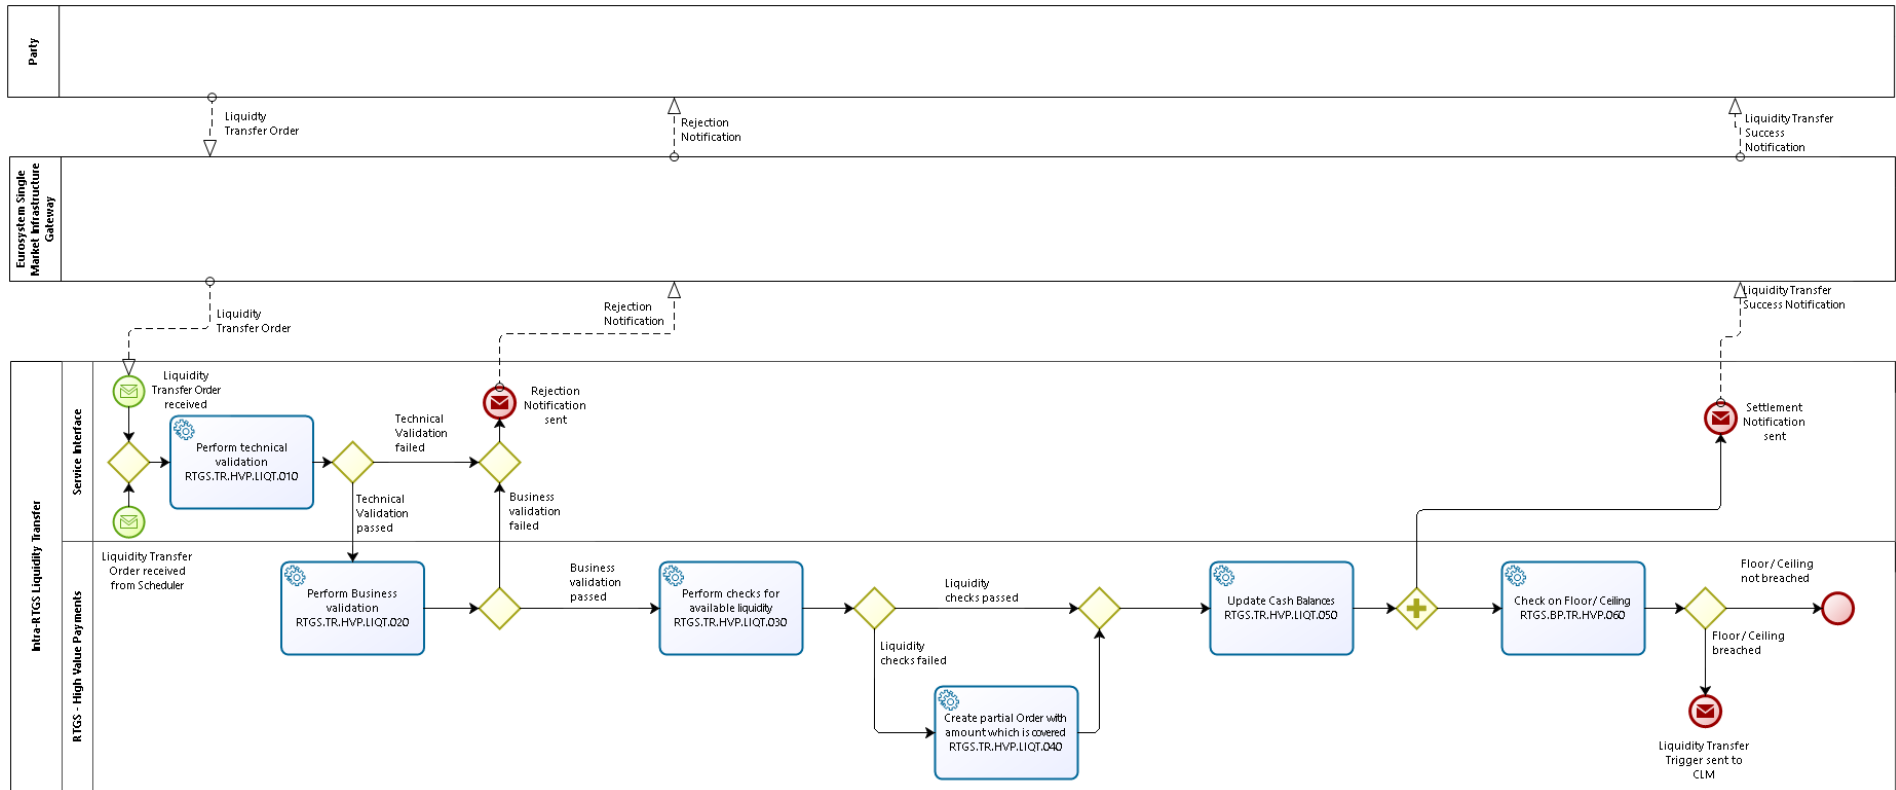 Party
Liquidty
Transfer Order
Rejection
Notification
Liquidity Transfer
Success
Notification
Eurosystem Single
Market Infrastructure
Gateway
Liquidity
Transfer Order
Rejection
Notification
Liquidity Transfer
Success Notification
Intra-RTGS Liquidity Transfer
Service Interface
Liquidity
Transfer Order
received
Perform technical
validation
RTGS.TR.HVP.LIQT.010
Technical
Validation
failed
Rejection
Notification
sent
Technical
Validation
passed
Business
validation
failed
Settlement
Notification
sent
RTGS - High Value Payments
Liquidity Transfer
Order received
from Scheduler
Perform Business
validation
RTGS.TR.HVP.LIQT.020
Business
validation
passed
Perform checks for
available liquidity
RTGS.TR.HVP.LIQT.030
Liquidity
checks passed
Liquidity
checks failed
Create partial Order with
amount which is covered
RTGS.TR.HVP.LIQT.040
Update Cash Balances
RTGS.TR.HVP.LIQT.050
Check on Floor/ Ceiling
RTGS.BP.TR.HVP.060
Floor / Ceiling
not breached
Floor / Ceiling
breached
Liquidity Transfer
Trigger sent to
CLM